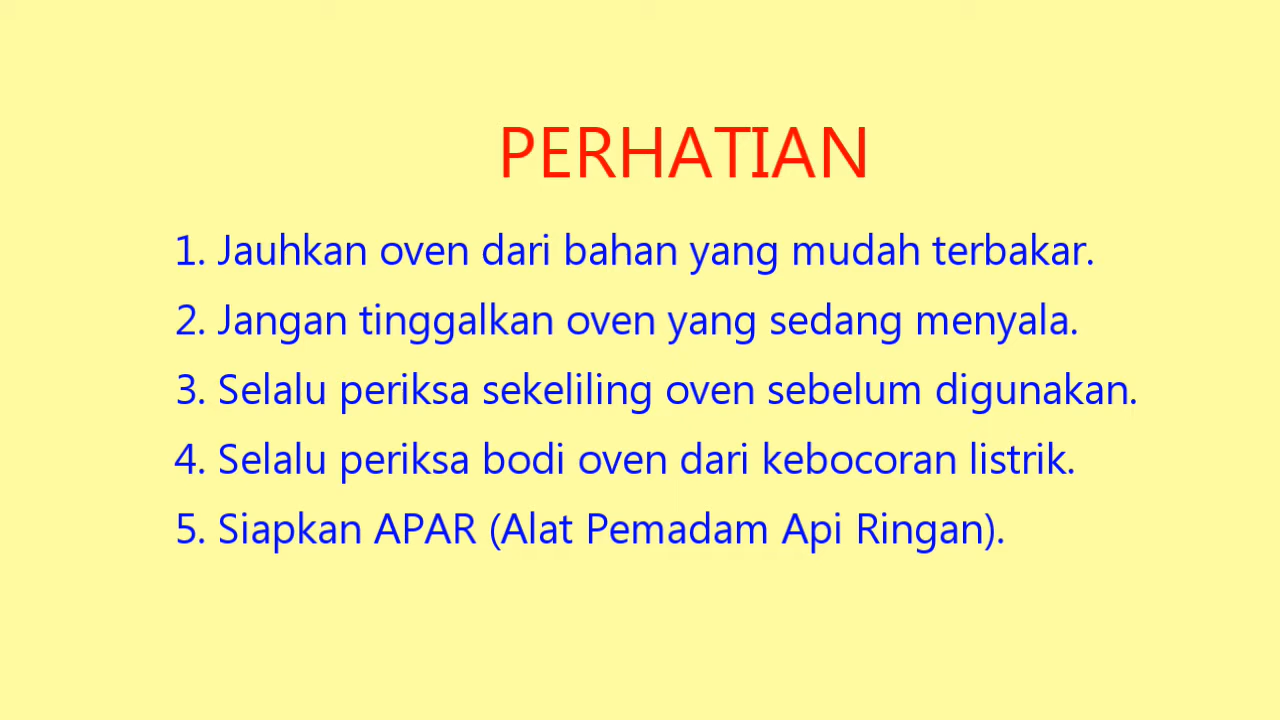 PERHATIAN
1. Jauhkan oven dari bahan yang mudah terbakar.
2. Jangan tinggalkan oven yang sedang menyala.
3. Selalu periksa sekeliling oven sebelum digunakan.
4. Selalu periksa bodi oven dari kebocoran listrik.
5. Siapkan APAR (Alat Pemadam Api Ringan).